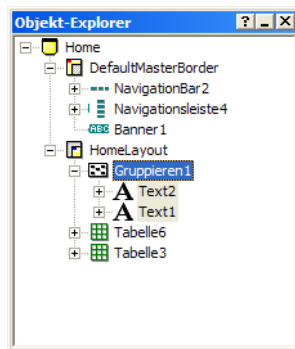 Objekt-Explorer
Home
DefaultMasterBorder
NavigationBar2
Navigationsleiste4
ABC Banner1
HomeLayout
Gruppieren1
A Text2
A Text1
Tabelle6
Tabelle3